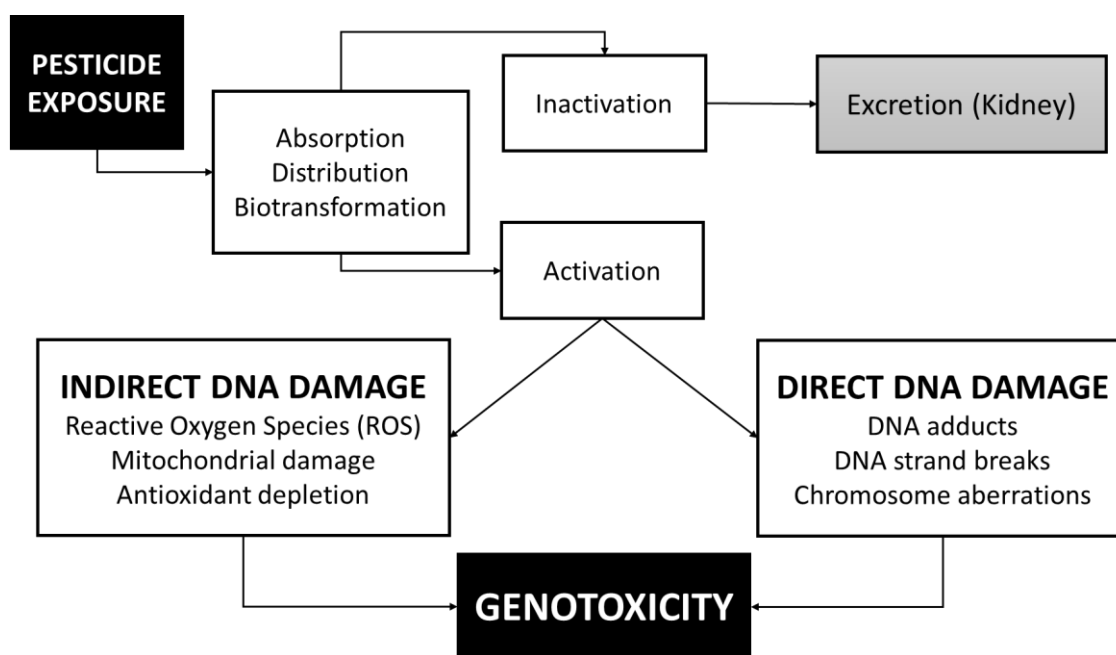 PESTICIDE
EXPOSURE
Absorption
Distribution
Biotransformation
Inactivation
Excretion (Kidney)
Activation
INDIRECT DNA DAMAGE
Reactive Oxygen Species (ROS)
Mitochondrial damage
Antioxidant depletion
DIRECT DNA DAMAGE
DNA adducts
DNA strand breaks
Chromosome aberrations
GENOTOXICITY